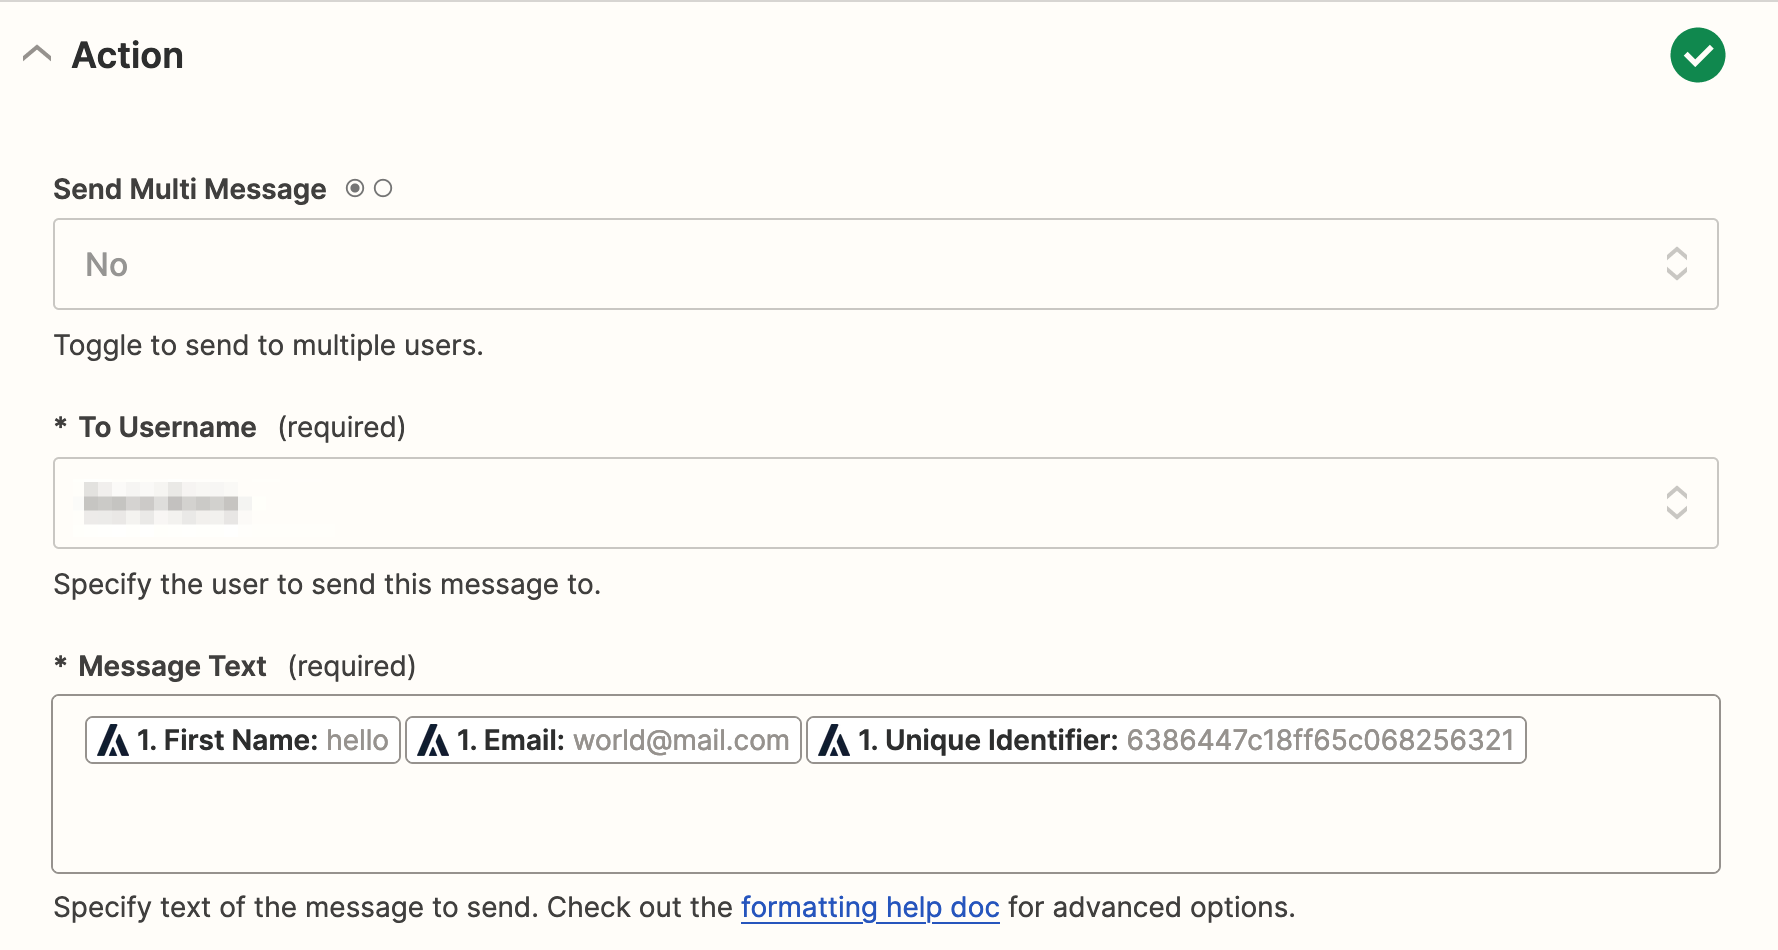 Action
Send Multi Message
No
Toggle to send to multiple users.
* To Username (required)
Specify the user to send this message to.
* Message Text (required)
1. First Name: hello 1. Email: world@mail.com 1. Unique Identifier: 6386447c18ff65c068256321
Specify text of the message to send. Check out the formatting help doc for advanced options.